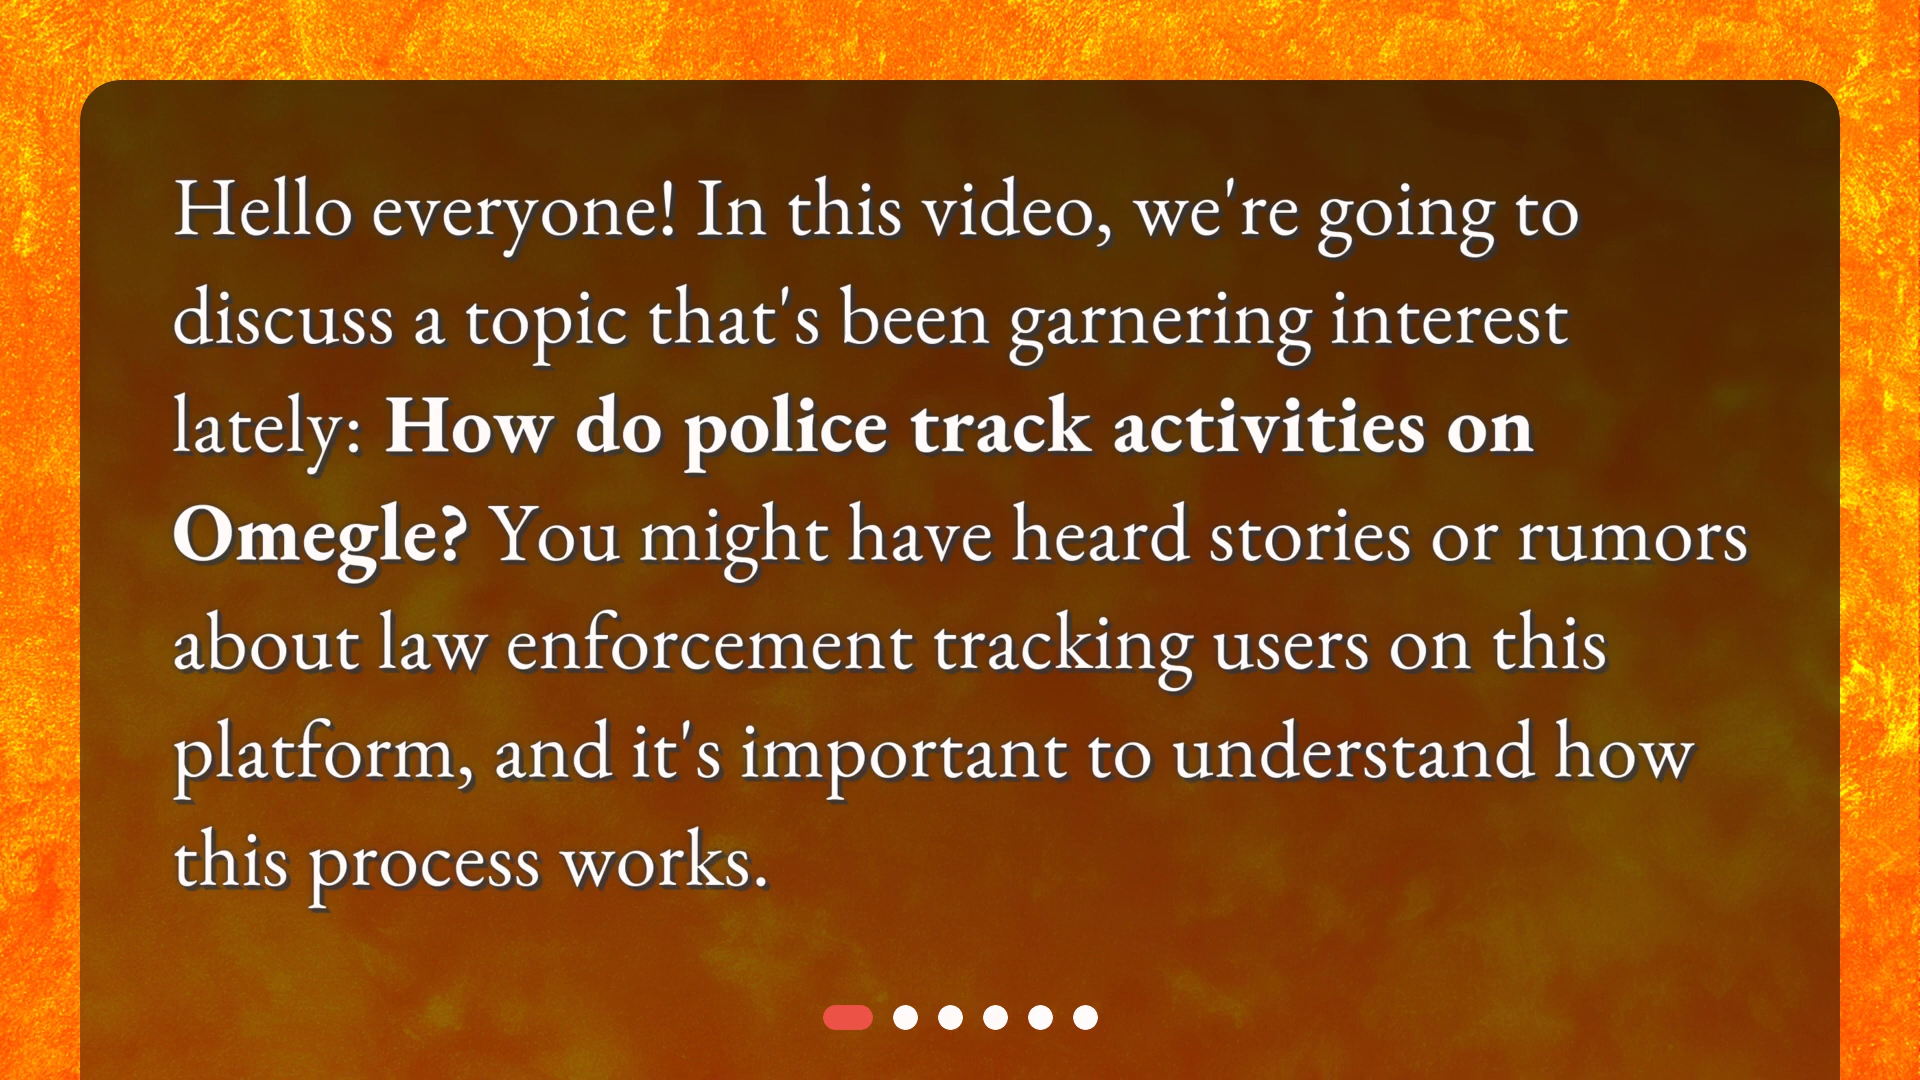 Hello everyone! In this video, we're going to
discuss a topic that's been garnering interest
lately: How do police track activities on
Omegle? You might have heard stories or rumors
about law enforcement tracking users on this
platform, and it's important to understand how
this process works.